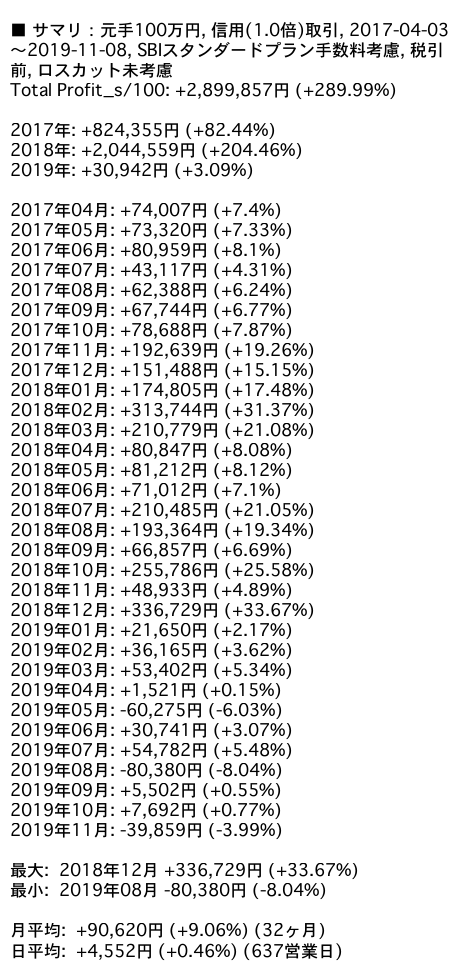 ■ サマリ：元手100万円, 信用(1.0倍)取引, 2017-04-03
〜2019-11-08, SBIスタンダードプラン手数料考慮, 税引
前, ロスカット未考慮
Total Profit_s/100: +2,899,857円 (+289.99%)
2017年: +824,355円 (+82.44%)
2018年: +2,044,559円 (+204.46%)
2019年: +30,942円 (+3.09%)
2017年04月: +74,007円 (+7.4%)
2017年05月: +73,320円 (+7.33%)
2017年06月: +80,959円 (+8.1%)
2017年07月: +43,117円 (+4.31%)
2017年08月: +62,388円 (+6.24%)
2017年09月: +67,744円 (+6.77%)
2017年10月: +78,688円 (+7.87%)
2017年11月: +192,639円 (+19.26%)
2017年12月: +151,488円 (+15.15%)
2018年01月: +174,805円 (+17.48%)
2018年02月: +313,744円 (+31.37%)
2018年03月: +210,779円 (+21.08%)
2018年04月: +80,847円 (+8.08%)
2018年05月: +81,212円 (+8.12%)
2018年06月: +71,012円 (+7.1%)
2018年07月: +210,485円 (+21.05%)
2018年08月: +193,364円 (+19.34%)
2018年09月: +66,857円 (+6.69%)
2018年10月: +255,786円 (+25.58%)
2018年11月: +48,933円 (+4.89%)
2018年12月: +336,729円 (+33.67%)
2019年01月: +21,650円 (+2.17%)
2019年02月: +36,165円 (+3.62%)
2019年03月: +53,402円 (+5.34%)
2019年04月: +1,521円 (+0.15%)
2019年05月: -60,275円 (-6.03%)
2019年06月: +30,741円 (+3.07%)
2019年07月: +54,782円 (+5.48%)
2019年08月: -80,380円 (-8.04%)
2019年09月: +5,502円 (+0.55%)
2019年10月: +7,692円 (+0.77%)
2019年11月: -39,859円 (-3.99%)
最大: 2018年12月 +336,729円 (+33.67%)
最小: 2019年08月 -80,380円 (-8.04%)
月平均: +90,620円 (+9.06%) (32ヶ月)
日平均: +4,552円 (+0.46%) (637営業日)